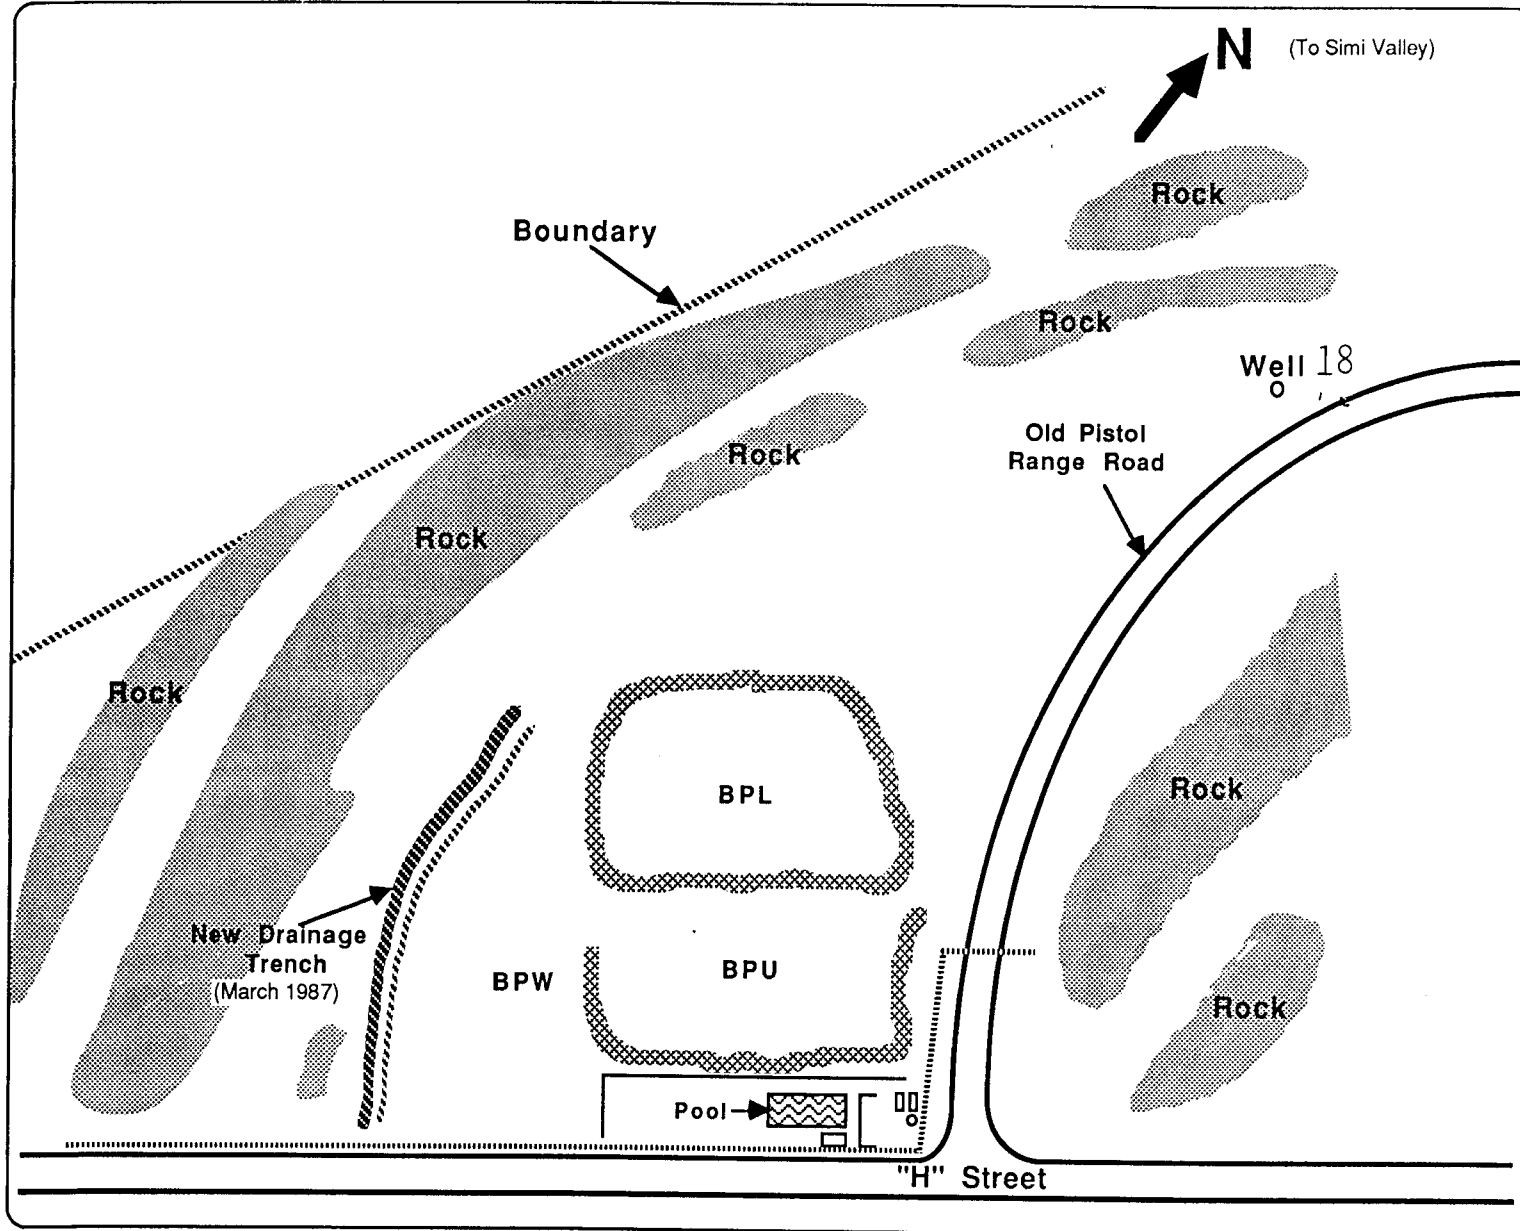 N (To Simi Valley)
Rock
Boundary
Rock
Well 18
Old Pistol
Range Road
Rock
Rock
Rock
Rock
BPL
New Drainage
Trench
(March 1987)
BPW
BPU
Rock
Pool
"H" Street
Rock